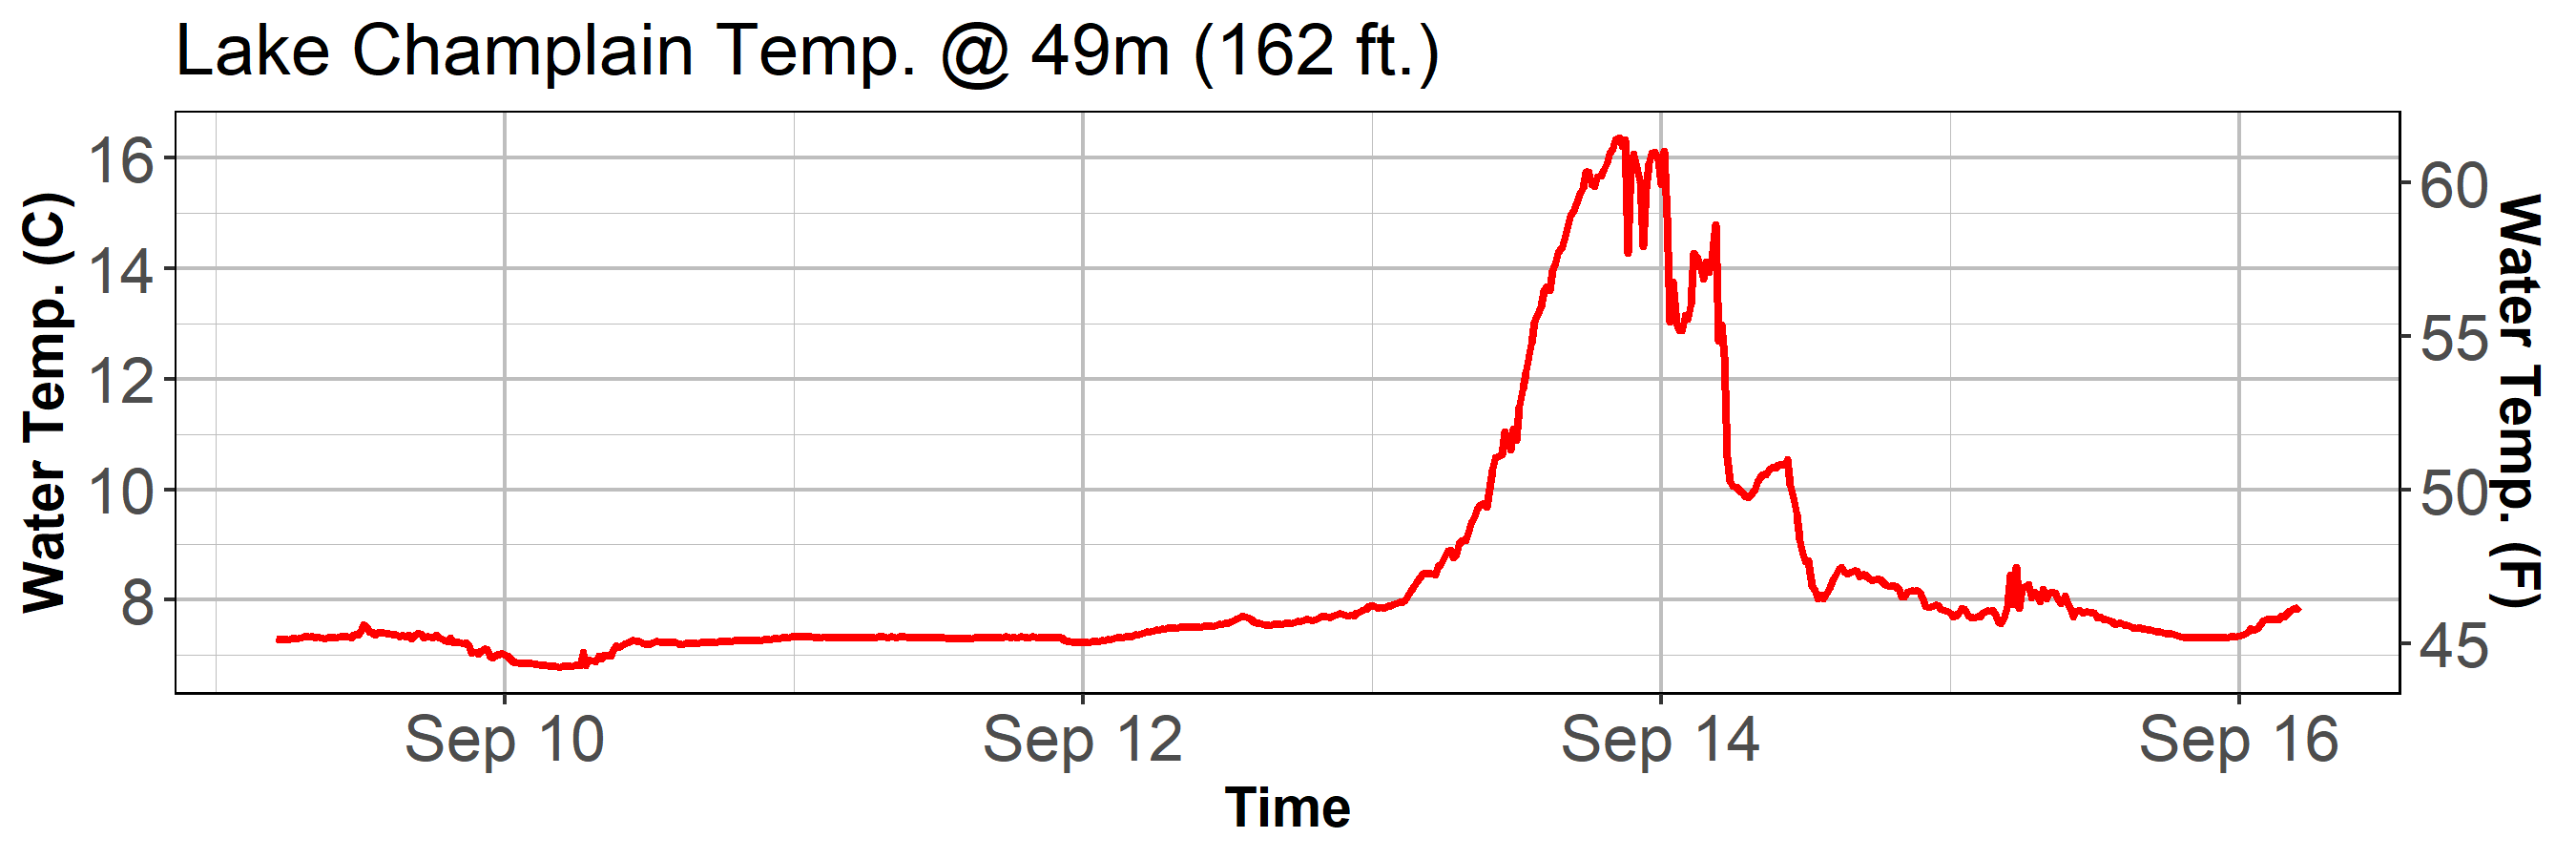 Lake Champlain Temp. @ 49m (162 ft.)
Water Temp. (C)
16
14
12
10
8
60
55
50
45
Water Temp. (F)
Sep 10
Sep 12
Sep 14
Sep 16
Time